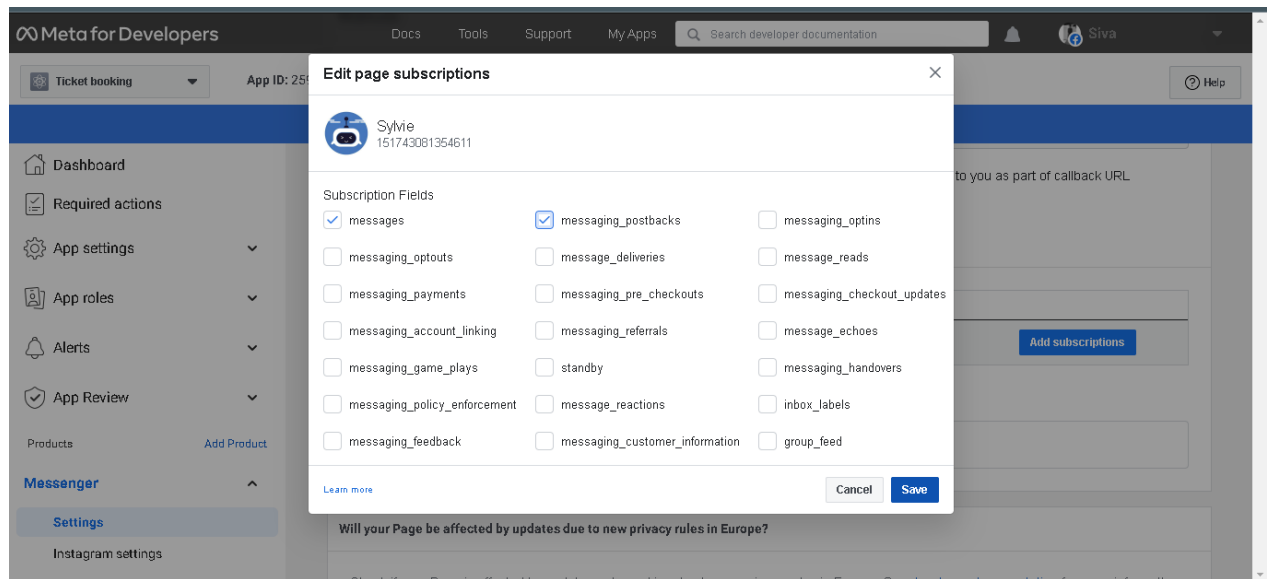 Meta for Developers
Docs Tools Support My Apps Search developer documentation Siva
Ticket booking App ID: 259 Help
Edit page subscriptions
Sylvie
151743081354611
to you as part of callback URL
Dashboard
Required actions
App settings
App roles
Alerts
App Review
Products Add Product
Messenger
Settings
Instagram settings
Subscription Fields
messages messaging_postbacks messaging_optins
messaging_optouts message_deliveries message_reads
messaging_payments messaging_pre_checkouts messaging_checkout_updates
messaging_account_linking messaging_referrals message_echoes
messaging_game_plays standby messaging_handovers
messaging_policy_enforcement message_reactions inbox_labels
messaging_feedback messaging_customer_information group_feed
Add subscriptions
Learn more Cancel Save
Will your Page be affected by updates due to new privacy rules in Europe?